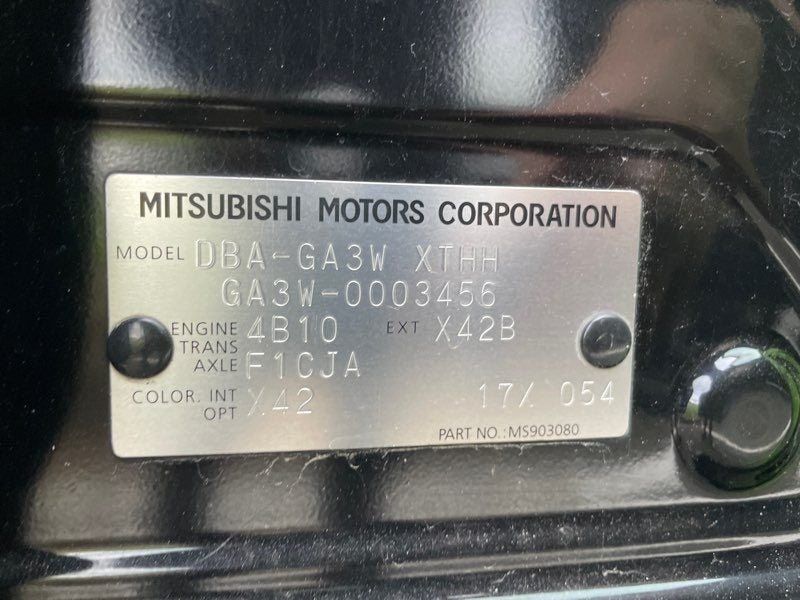 MITSUBISHI MOTORS CORPORATION
MODEL DBA-GA3W XTHH
GA3W-0003456
ENGINE 4B10 EXT X42B
TRANS
AXLE F1CJA
COLOR. INT X42 17/ 054
OPT
PART NO.:MS903080